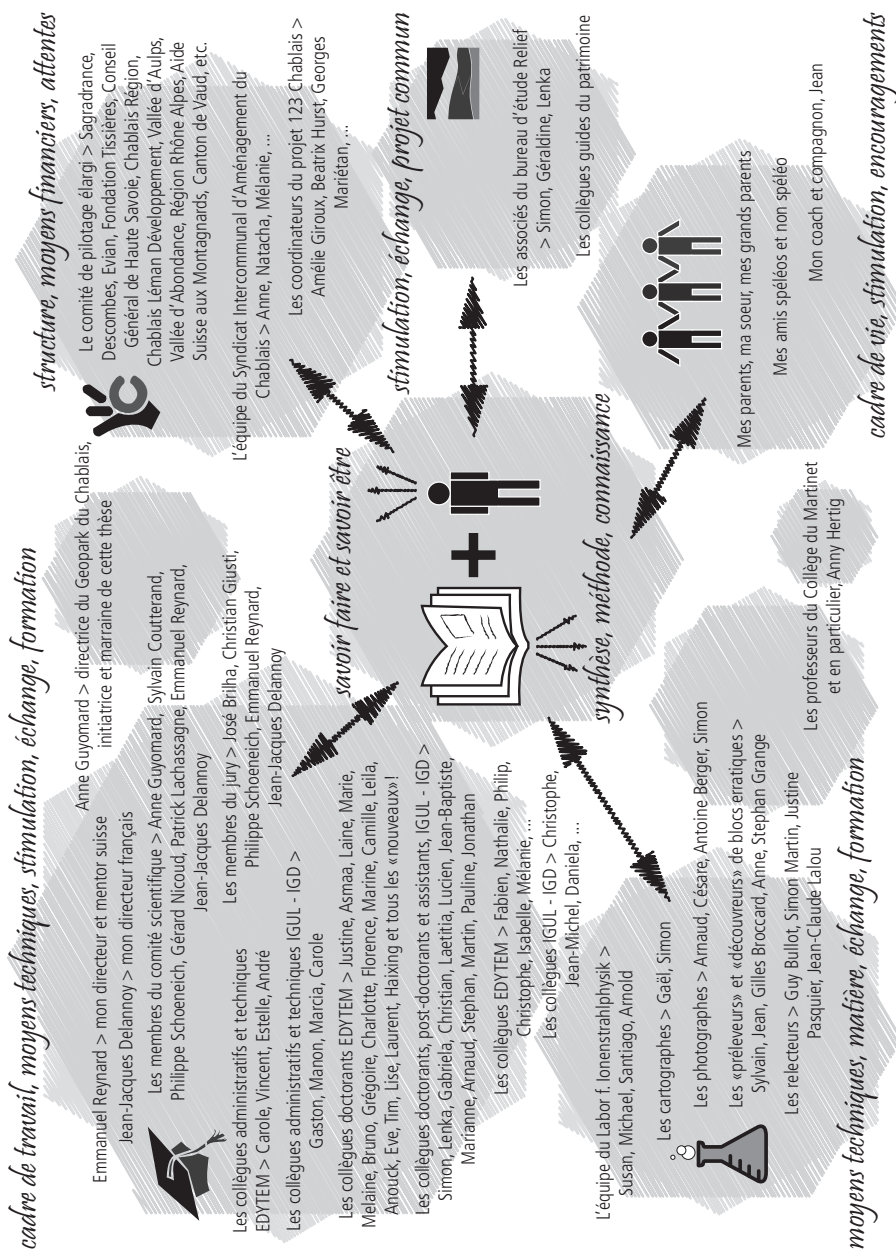 cadre de travail, moyens techniques, stimulation, échange, formation
Emmanuel Reynard > mon directeur et mentor suisse
Jean-Jacques Delannoy > mon directeur français
Les membres du comité scientifique > Anne Guyomard, Sylvain Coutterand,
Philippe Schoeneich, Gérard Nicoud, Patrick Lachassagne, Emmanuel Reynard,
Jean-Jacques Delannoy
Les membres du jury > José Brilha, Christian Giusti,
Philippe Schoeneich, Emmanuel Reynard,
Jean-Jacques Delannoy
Les collègues administratifs et techniques
EDYTEM > Carole, Vincent, Estelle, André
Les collègues administratifs et techniques IGUL - IGD >
Gaston, Manon, Marcia, Carole
Les collègues doctorants EDYTEM > Justine, Asmaa, Laine, Marie,
Melaine, Bruno, Grégoire, Charlotte, Florence, Marine, Camille, Leila,
Anouck, Eve, Tim, Lise, Laurent, Haixing et tous les «nouveaux»!
Les collègues doctorants, post-doctorants et assistants, IGUL - IGD >
Simon, Lenka, Gabriela, Christian, Laetitia, Lucien, Jean-Baptiste,
Marianne, Arnaud, Stephan, Martin, Pauline, Jonathan
Les collègues EDYTEM > Fabien, Nathalie, Philip,
Christophe, Isabelle, Mélanie, ...
Les collègues IGUL - IGD > Christophe,
Jean-Michel, Daniela, ...
Anne Guyomard > directrice du Geopark du Chablais,
initiatrice et marraine de cette thèse
structure, moyens financiers, attentes
Le comité de pilotage élargi > Sagradrance,
Descombes, Evian, Fondation Tissières, Conseil
Général de Haute Savoie, Chablais Région,
Chablais Leman Développement, Vallée d'Aulps,
Vallée d'Abondance, Région Rhône Alpes, Aide
Suisse aux Montagnards, Canton de Vaud, etc.
L'équipe du Syndicat Intercommunal d'Aménagement du
Chablais > Anne, Natacha, Mélanie, ...
Les coordinateurs du projet 123 Chablais >
Amélie Giroux, Beatrix Hurst, Georges
Mariétan, ...
savoir faire et savoir être
synthèse, méthode, connaissance
stimulation, échange, projet commun
Les associés du bureau d'étude Relief
> Simon, Géraldine, Lenka
Les collègues guides du patrimoine
L'équipe du Labor f. Ionenstrahlphysik >
Susan, Michael, Santiago, Arnold
Les cartographes > Gaël, Simon
Les photographes > Arnaud, Césare, Antoine Berger, Simon
Les «préleveurs» et «découvreurs» de blocs erratiques >
Sylvain, Jean, Gilles Broccard, Anne, Stephan Grange
Les relecteurs > Guy Bullot, Simon Martin, Justine
Pasquier, Jean-Claude Lalou
moyens techniques, matière, échange, formation
Les professeurs du Collège du Martinet
et en particulier, Anny Hertig
Mes parents, ma soeur, mes grands parents
Mes amis spéléos et non spéléo
Mon coach et compagnon, Jean
cadre de vie, stimulation, encouragements